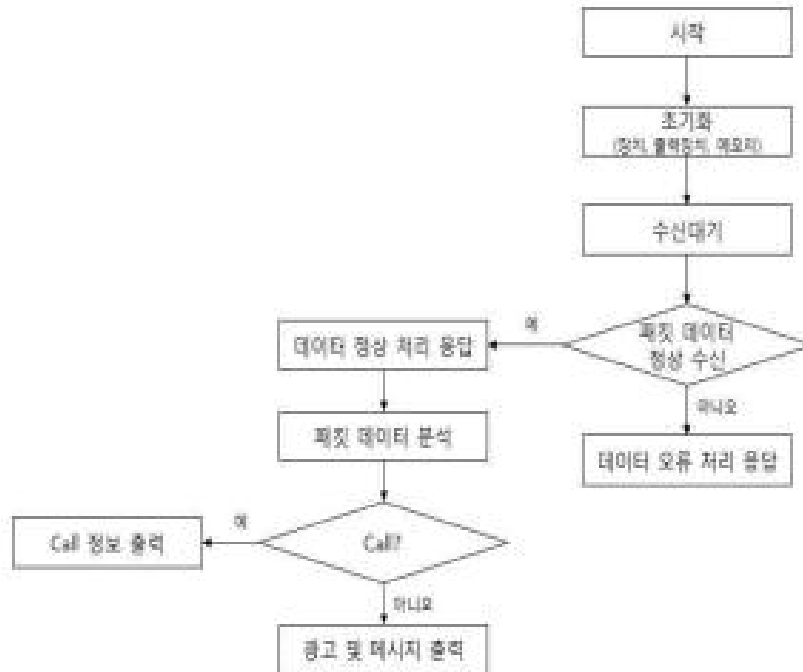 시작
초기화
(장치, 출력장치, 메모리)
수신대기
패킷 데이터
정상 수신
예
데이터 정상 처리 응답
아니오
패킷 데이터 분석
데이터 오류 처리 응답
Call?
예
Call 정보 출력
아니오
광고 및 메시지 출력